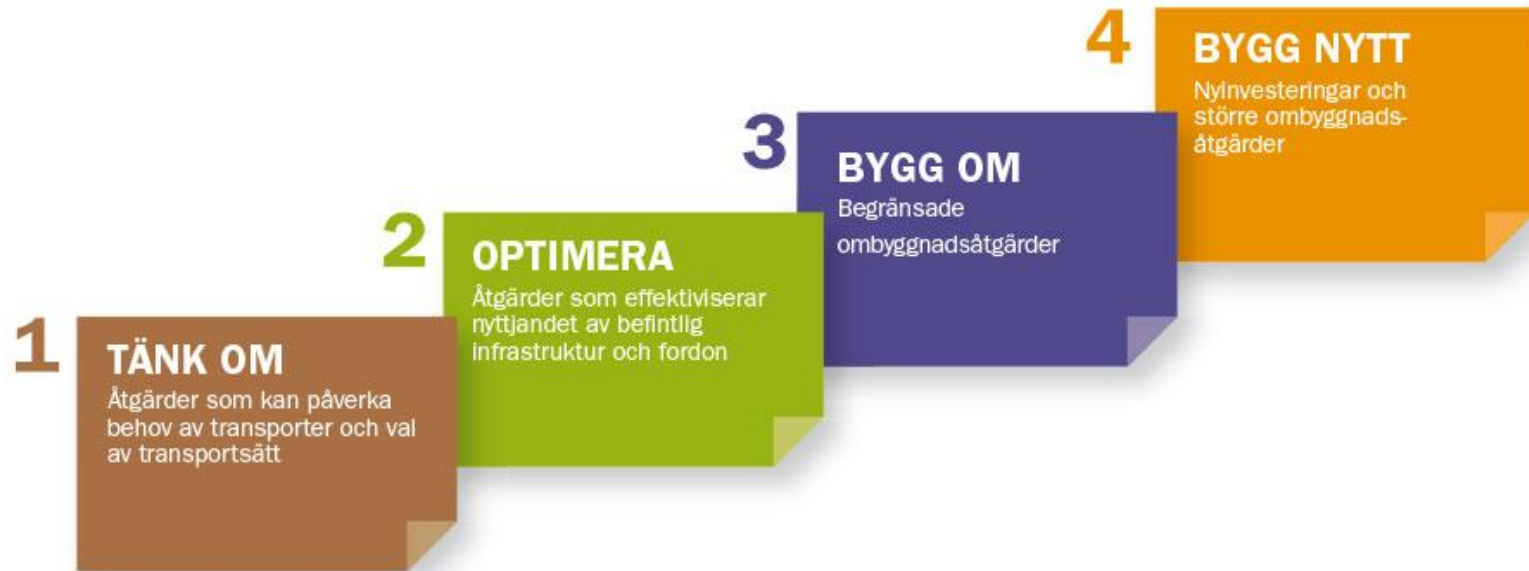 1
TÄNK OM
Åtgärder som kan påverka
behov av transporter och val
av transportsätt
2
OPTIMERA
Åtgärder som effektiviserar
nyttjandet av befintlig
infrastruktur och fordon
3
BYGG OM
Begränsade
ombyggnadsåtgärder
4
BYGG NYTT
Nyinvesteringar och
större ombyggnads-
åtgärder